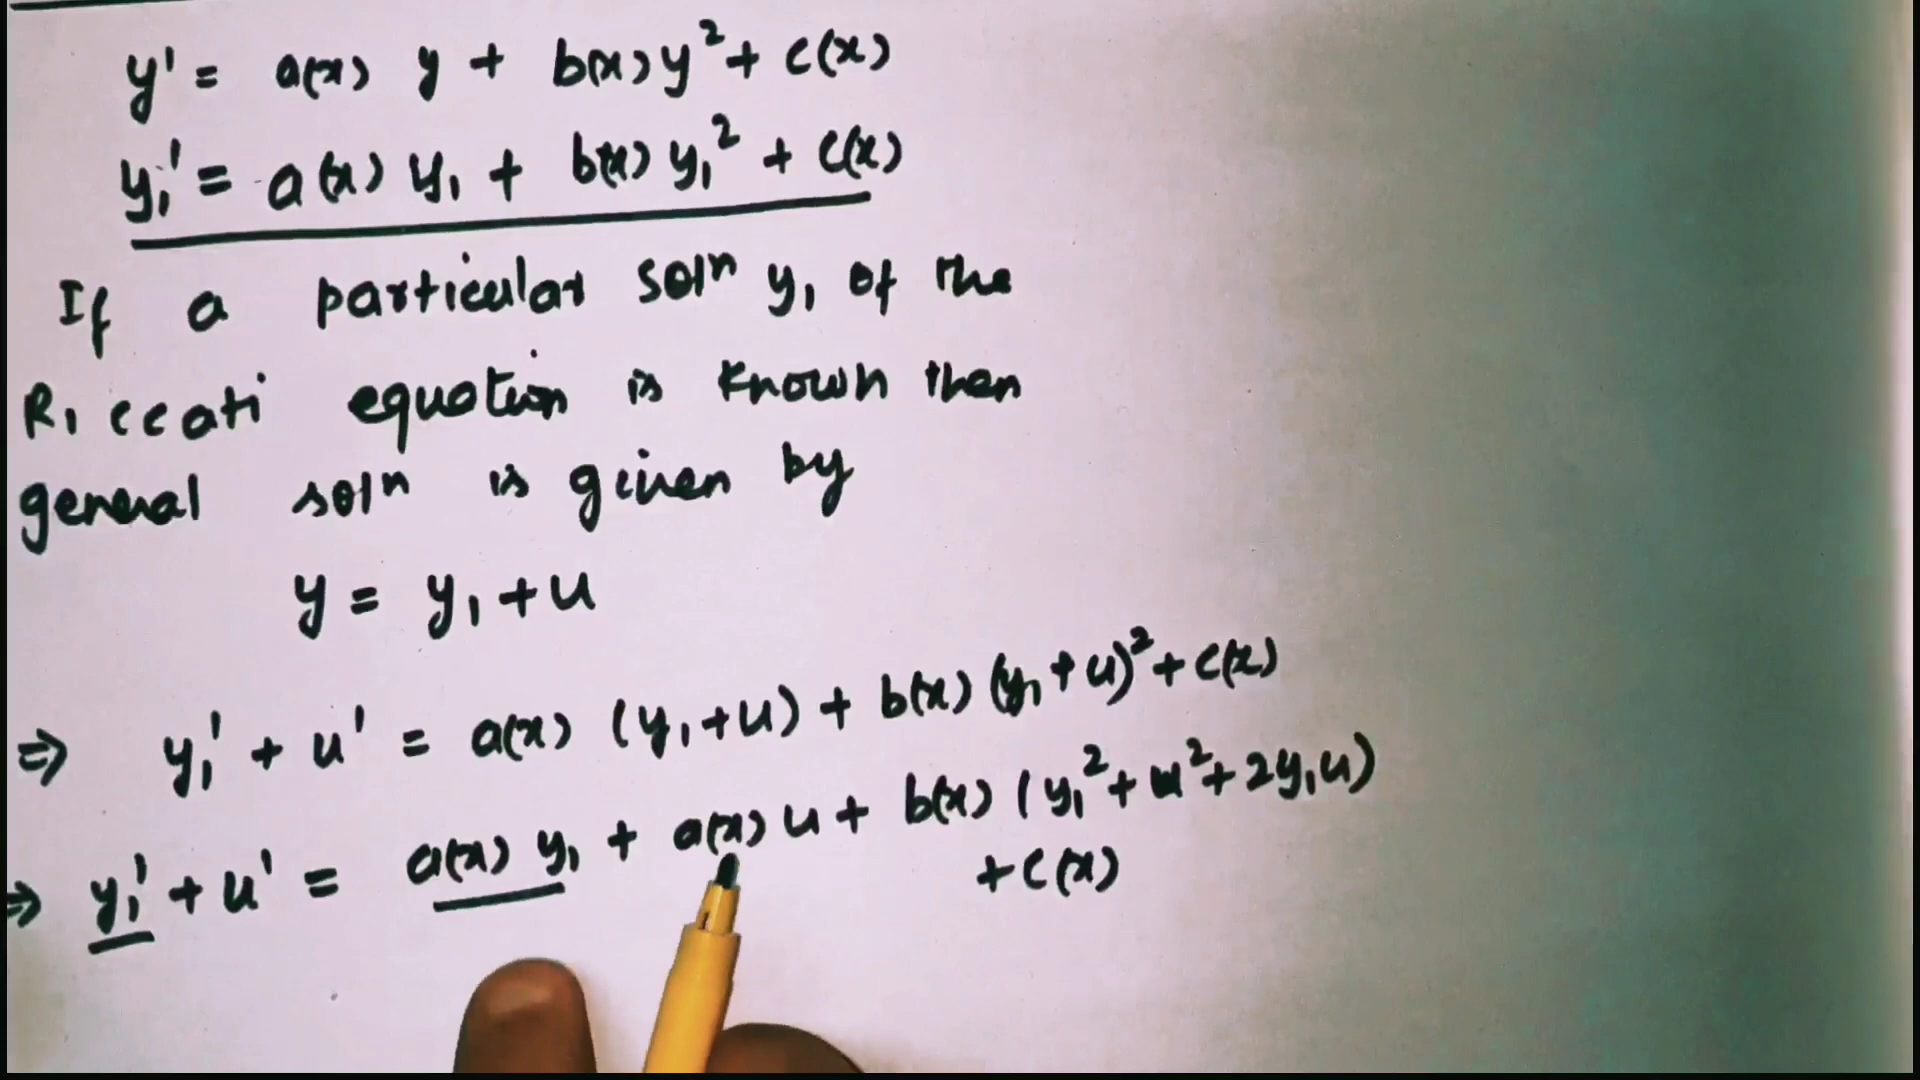 y' = a(x) y + b(x) y² + c(x)
y₁' = a(x) y₁ + b(x) y₁² + c(x)
If a particular solⁿ y₁ of the
Riccati equation is known then
general solⁿ is given by
y = y₁ + u
⇒ y₁' + u' = a(x) (y₁+u) + b(x) (y₁+u)² + c(x)
⇒ y₁' + u' = a(x) y₁ + a(x) u + b(x) (y₁² + u² + 2y₁u)
+ c(x)